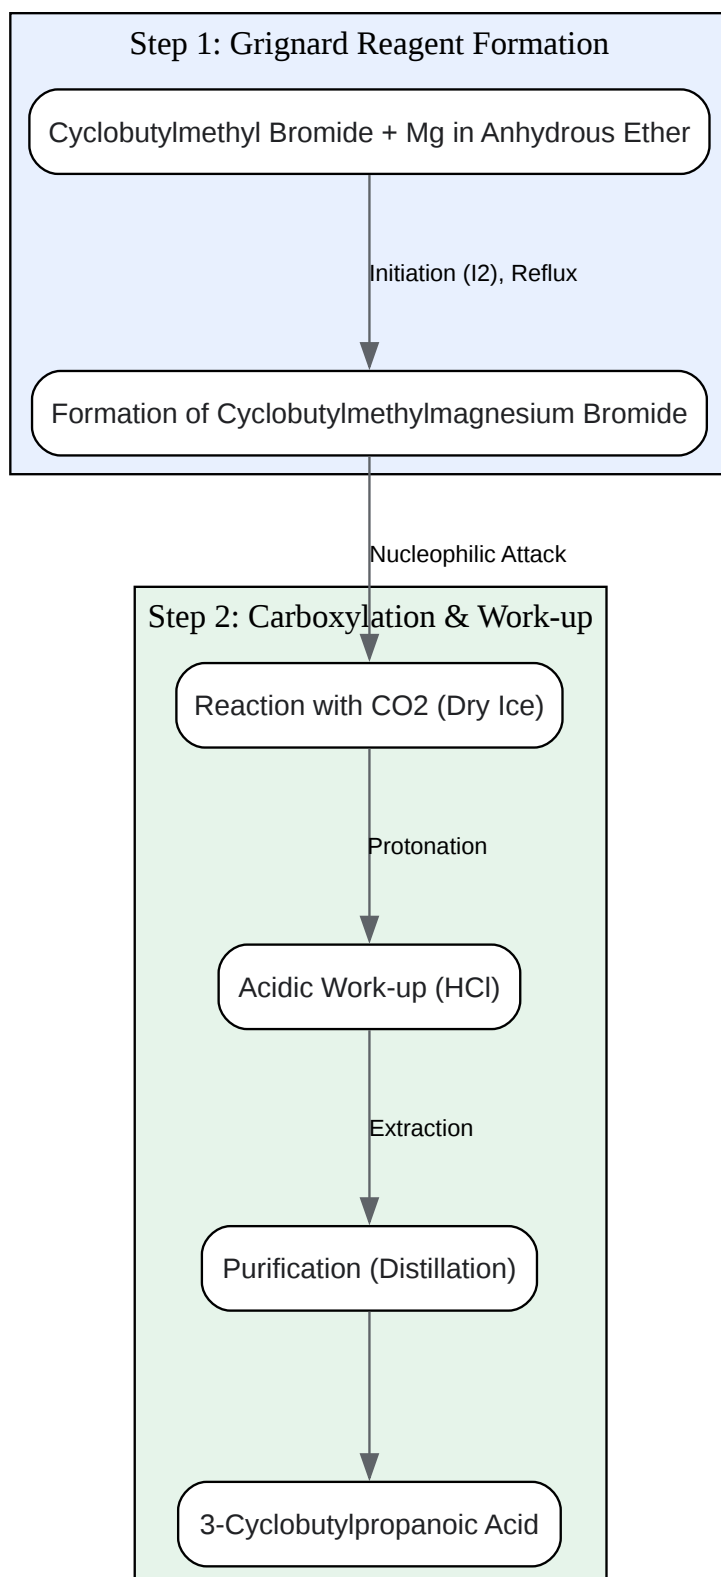 Step 1: Grignard Reagent Formation
Cyclobutylmethyl Bromide + Mg in Anhydrous Ether
Initiation (I2), Reflux
Formation of Cyclobutylmethylmagnesium Bromide
Nucleophilic Attack
Step 2: Carboxylation & Work-up
Reaction with CO2 (Dry Ice)
Protonation
Acidic Work-up (HCl)
Extraction
Purification (Distillation)
3-Cyclobutylpropanoic Acid